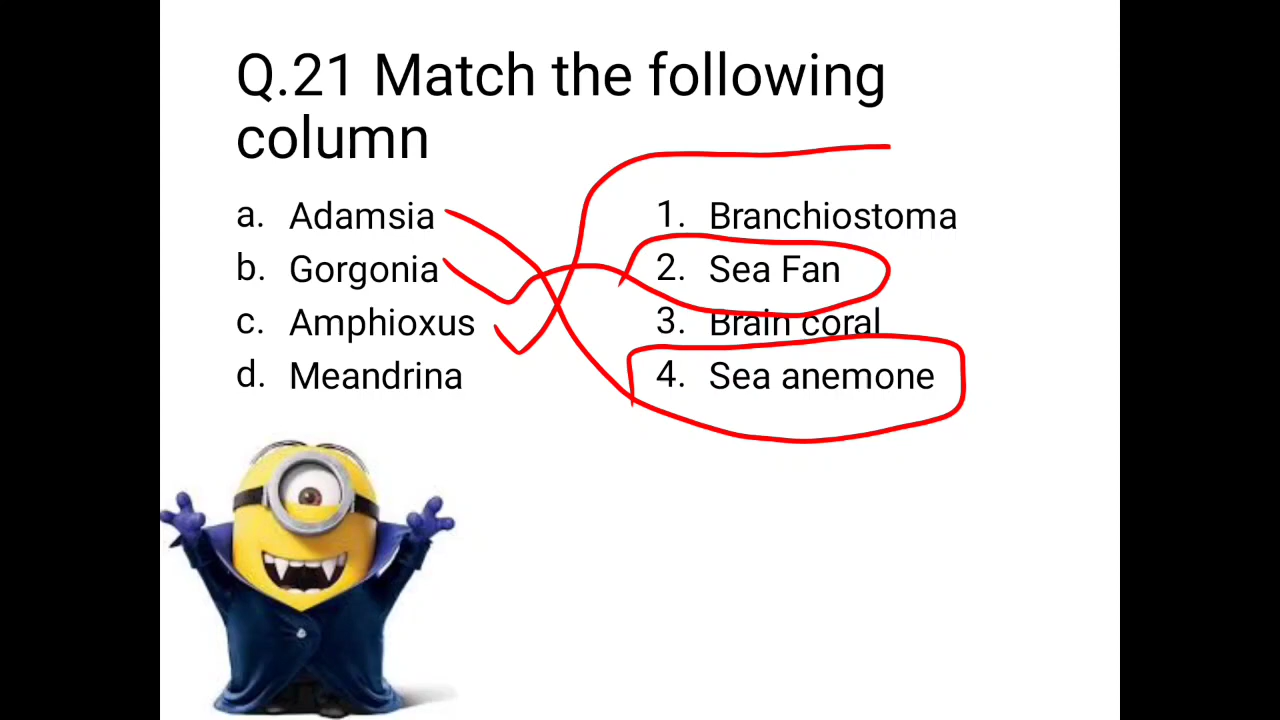 Q.21 Match the following
column
a. Adamsia
b. Gorgonia
c. Amphioxus
d. Meandrina
1. Branchiostoma
2. Sea Fan
3. Brain coral
4. Sea anemone